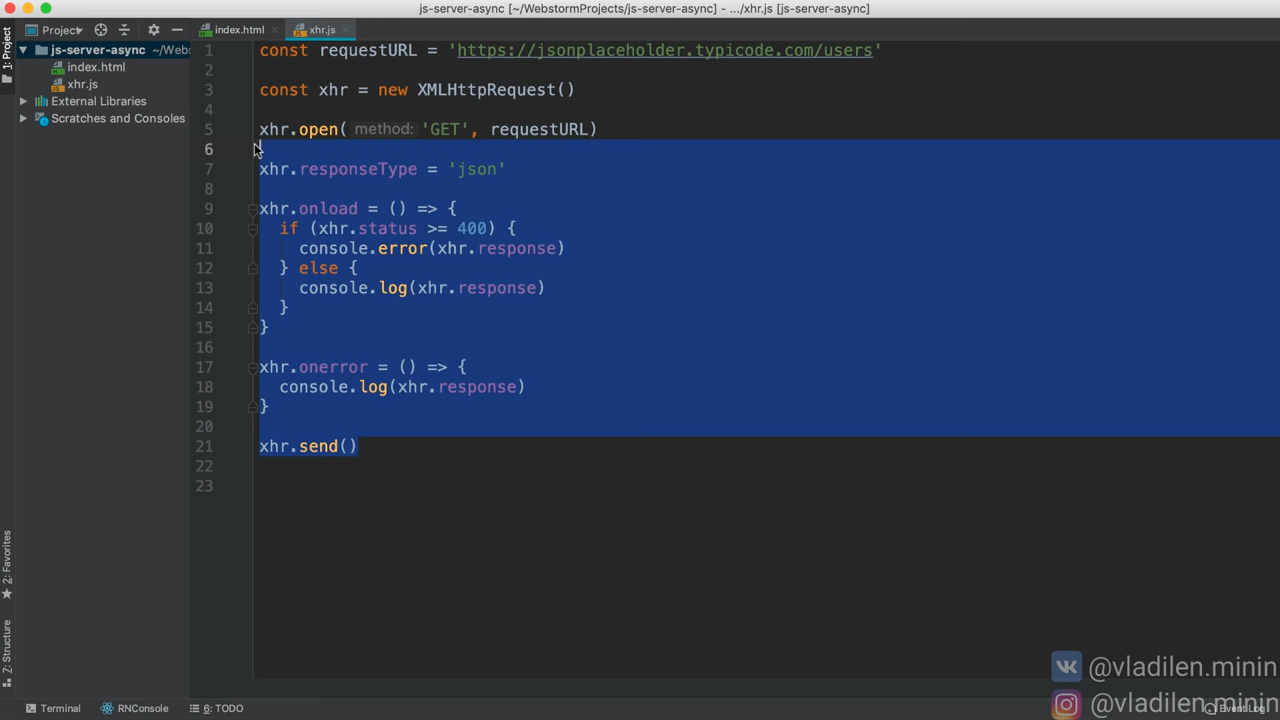 js-server-async [~/WebstormProjects/js-server-async] - .../xhr.js [js-server-async]
Project
index.html
xhr.js
1: Project
js-server-async ~/Webs
index.html
xhr.js
External Libraries
Scratches and Consoles
1 const requestURL = 'https://jsonplaceholder.typicode.com/users'
2
3 const xhr = new XMLHttpRequest()
4
5 xhr.open( method: 'GET', requestURL)
6
7 xhr.responseType = 'json'
8
9 xhr.onload = () => {
10 if (xhr.status >= 400) {
11 console.error(xhr.response)
12 } else {
13 console.log(xhr.response)
14 }
15 }
16
17 xhr.onerror = () => {
18 console.log(xhr.response)
19 }
20
21 xhr.send()
22
23
2: Favorites
Z: Structure
@vladilen.minin
@vladilen.minin
Terminal
RNConsole
6: TODO
Event Log